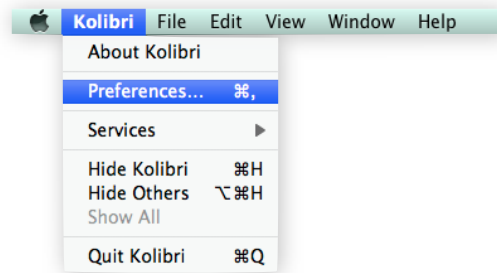 Kolibri File Edit View Window Help
About Kolibri
Preferences... ⌘,
Services
Hide Kolibri ⌘H
Hide Others ⌥⌘H
Show All
Quit Kolibri ⌘Q